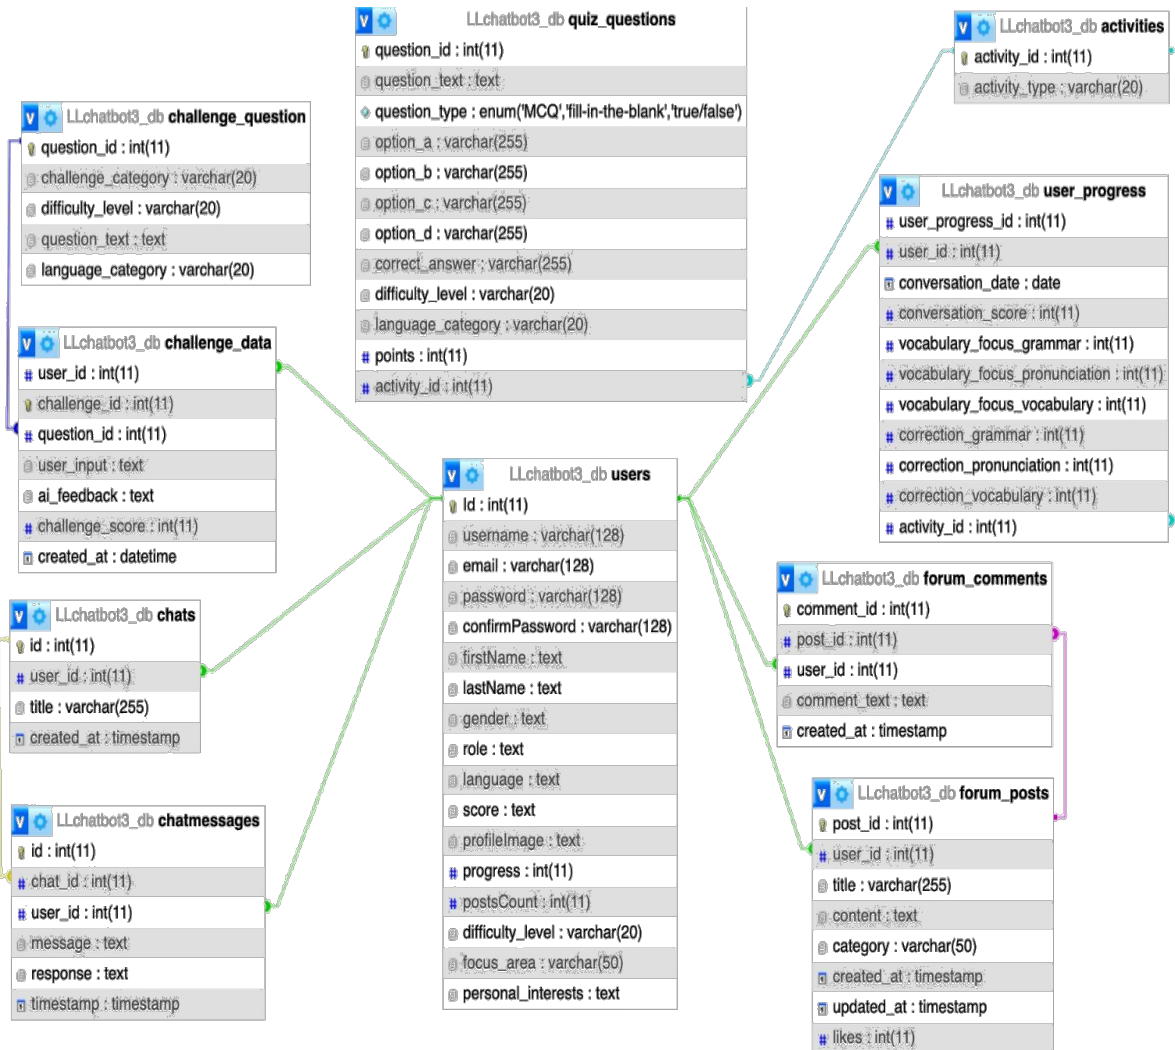 LLchatbot3_db quiz_questions
question_id : int(11)
question_text : text
question_type : enum('MCQ','fill-in-the-blank','true/false')
option_a : varchar(255)
option_b : varchar(255)
option_c : varchar(255)
option_d : varchar(255)
correct_answer : varchar(255)
difficulty_level : varchar(20)
language_category : varchar(20)
points : int(11)
activity_id : int(11)
LLchatbot3_db activities
activity_id : int(11)
activity_type : varchar(20)
LLchatbot3_db challenge_question
question_id : int(11)
challenge_category : varchar(20)
difficulty_level : varchar(20)
question_text : text
language_category : varchar(20)
LLchatbot3_db user_progress
user_progress_id : int(11)
user_id : int(11)
conversation_date : date
conversation_score : int(11)
vocabulary_focus_grammar : int(11)
vocabulary_focus_pronunciation : int(11)
vocabulary_focus_vocabulary : int(11)
correction_grammar : int(11)
correction_pronunciation : int(11)
correction_vocabulary : int(11)
activity_id : int(11)
LLchatbot3_db challenge_data
user_id : int(11)
challenge_id : int(11)
question_id : int(11)
user_input : text
ai_feedback : text
challenge_score : int(11)
created_at : datetime
LLchatbot3_db users
Id : int(11)
username : varchar(128)
email : varchar(128)
password : varchar(128)
confirmPassword : varchar(128)
firstName : text
lastName : text
gender : text
role : text
language : text
score : text
profileImage : text
progress : int(11)
postsCount : int(11)
difficulty_level : varchar(20)
focus_area : varchar(50)
personal_interests : text
LLchatbot3_db forum_comments
comment_id : int(11)
post_id : int(11)
user_id : int(11)
comment_text : text
created_at : timestamp
LLchatbot3_db chats
id : int(11)
user_id : int(11)
title : varchar(255)
created_at : timestamp
LLchatbot3_db forum_posts
post_id : int(11)
user_id : int(11)
title : varchar(255)
content : text
category : varchar(50)
created_at : timestamp
updated_at : timestamp
likes : int(11)
LLchatbot3_db chatmessages
id : int(11)
chat_id : int(11)
user_id : int(11)
message : text
response : text
timestamp : timestamp